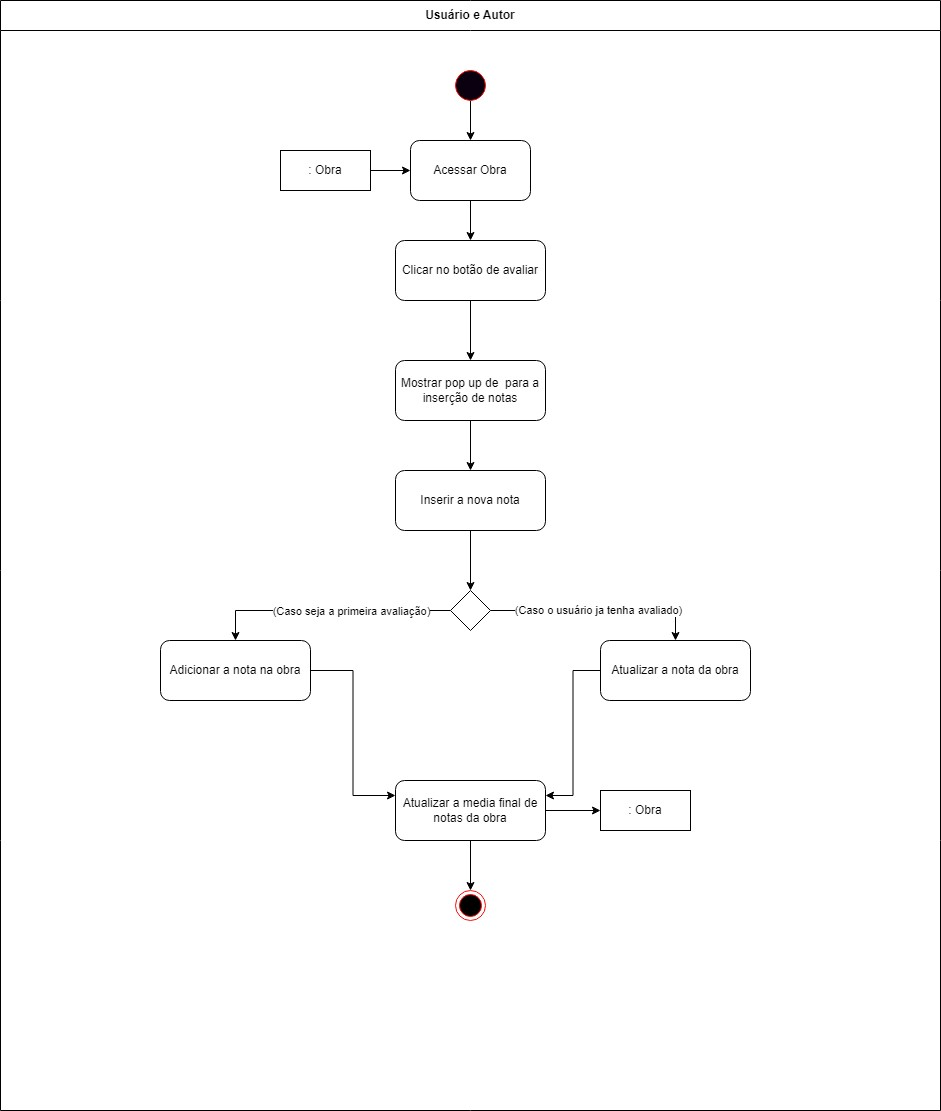 Usuário e Autor
: Obra
Acessar Obra
Clicar no botão de avaliar
Mostrar pop up de  para a
inserção de notas
Inserir a nova nota
(Caso seja a primeira avaliação)
(Caso o usuário ja tenha avaliado)
Adicionar a nota na obra
Atualizar a nota da obra
Atualizar a media final de
notas da obra
: Obra